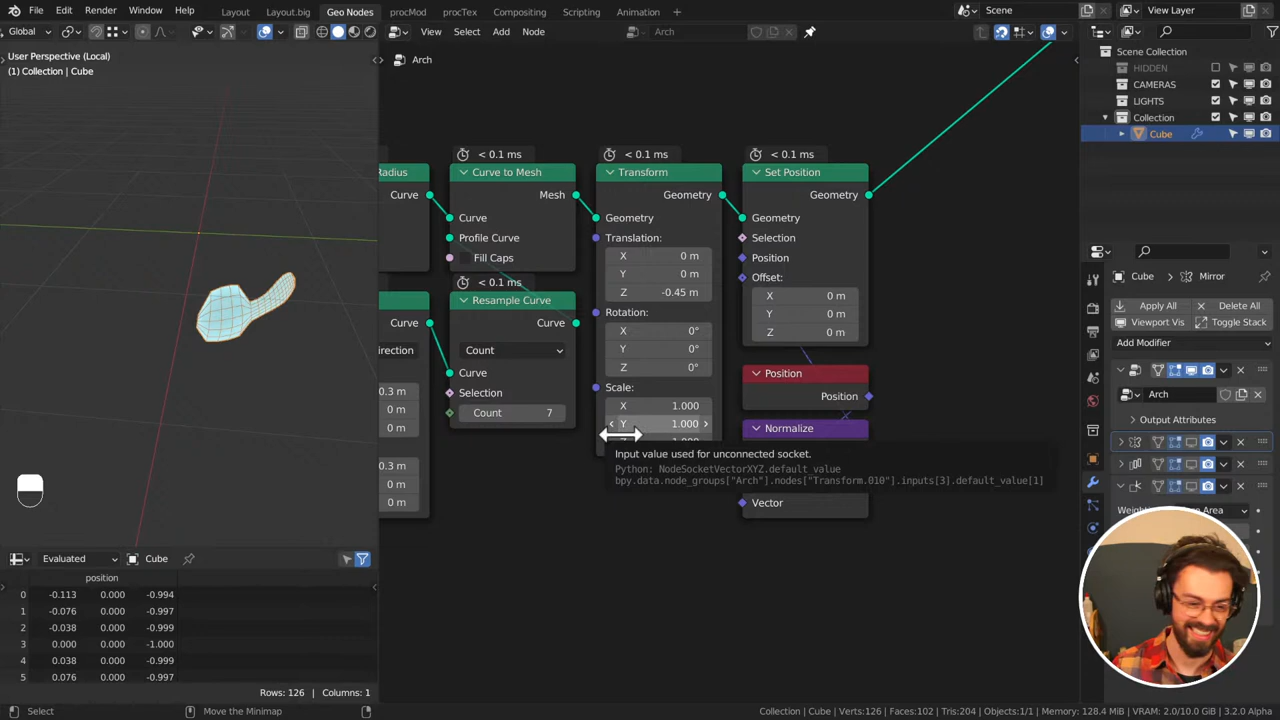 File Edit Render Window Help Layout Layout.big Geo Nodes procMod procTex Compositing Scripting Animation + Scene View Layer
Global View Select Add Node Arch
User Perspective (Local)
(1) Collection | Cube
Arch
Scene Collection
HIDDEN
CAMERAS
LIGHTS
Collection
Cube
< 0.1 ms < 0.1 ms < 0.1 ms
Radius Curve to Mesh Transform Set Position
Curve Mesh Geometry Geometry
Curve Geometry Geometry
Profile Curve Translation: Selection
Fill Caps X 0 m Position
Y 0 m Offset:
Z -0.45 m X 0 m
Rotation: Y 0 m
X 0° Z 0 m
Y 0°
Z 0°
Scale:
X 1.000
Y 1.000
< 0.1 ms
Resample Curve
Curve Curve
Count
Curve
Selection
Count 7
0.3 m
0 m
0 m
0.3 m
0 m
0 m
Position
Position
Normalize
Vector
Input value used for unconnected socket.
Python: NodeSocketVectorXYZ.default_value
bpy.data.node_groups["Arch"].nodes["Transform.010"].inputs[3].default_value[1]
Cube Mirror
Apply All Delete All
Viewport Vis Toggle Stack
Add Modifier
Arch
Output Attributes
Evaluated Cube
position
0 -0.113 0.000 -0.994
1 -0.076 0.000 -0.997
2 -0.038 0.000 -0.999
3 0.000 0.000 -1.000
4 0.038 0.000 -0.999
5 0.076 0.000 -0.997
Rows: 126 | Columns: 1
Select Move the Minimap Collection | Cube Verts:126 Faces:102 Tris:204 Objects:1/1 Memory: 128.4 MiB VRAM: 2.0/10.0 GiB 3.2.0 Alpha